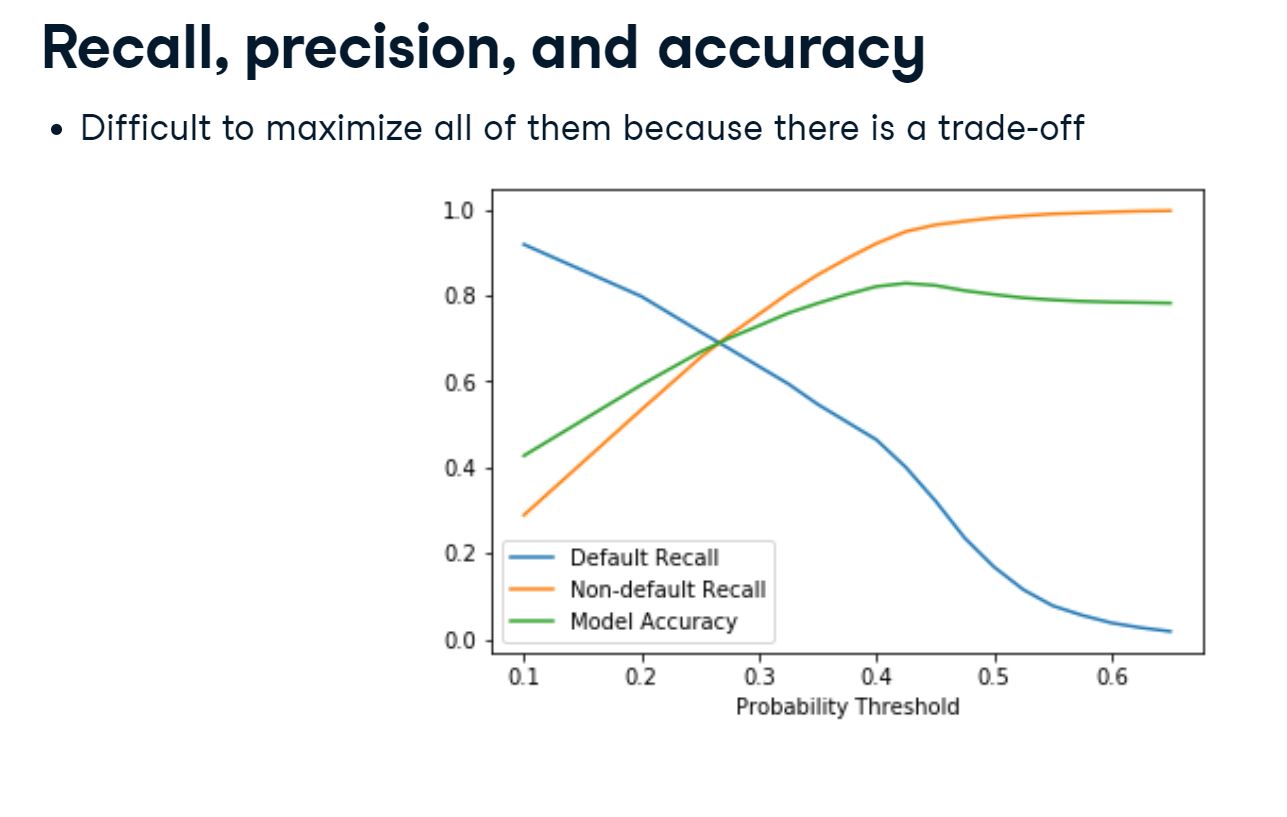 Recall, precision, and accuracy
• Difficult to maximize all of them because there is a trade-off
1.0
0.8
0.6
0.4
0.2
0.0
Default Recall
Non-default Recall
Model Accuracy
0.1 0.2 0.3 0.4 0.5 0.6
Probability Threshold